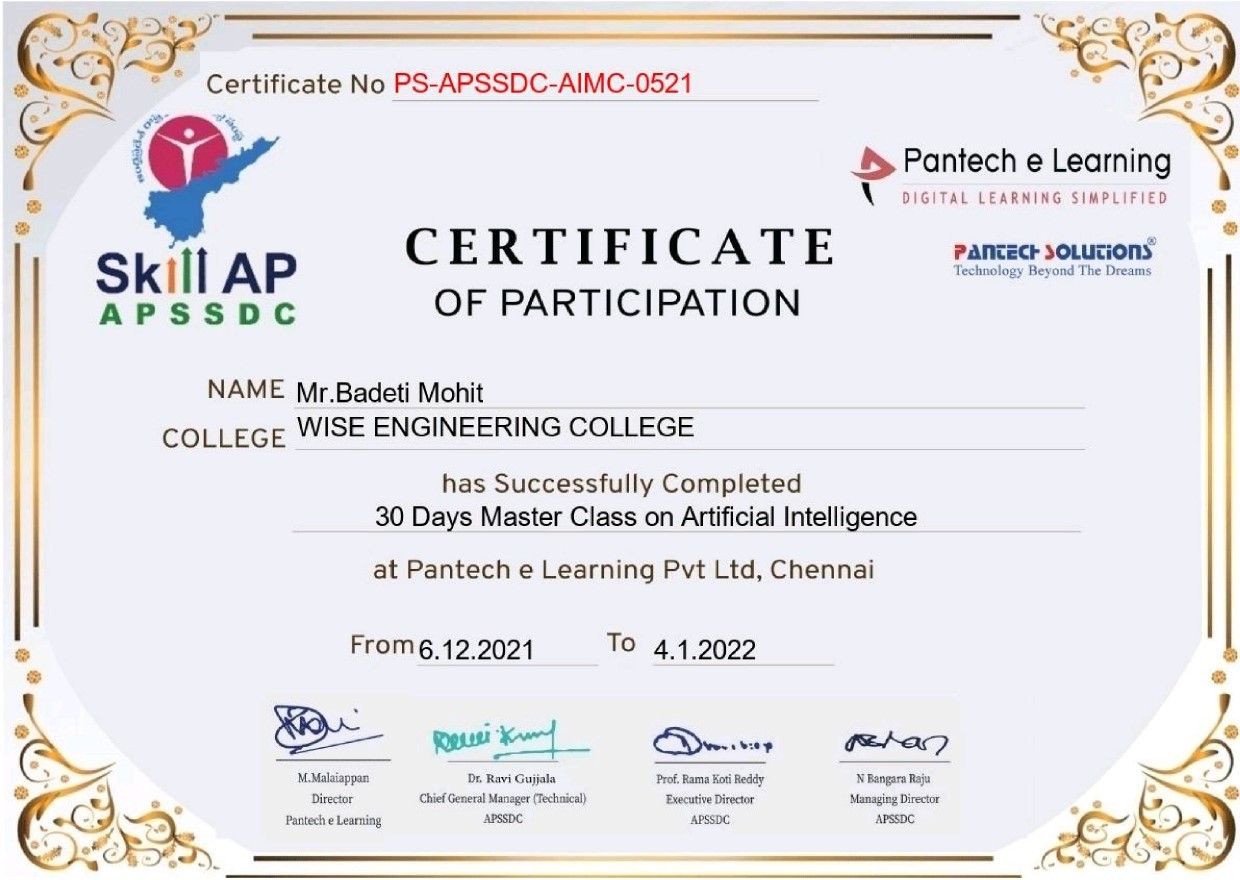 Certificate No PS-APSSDC-AIMC-0521
Skill AP
APSSDC
Pantech e Learning
DIGITAL LEARNING SIMPLIFIED
PANTECH SOLUTIONS®
Technology Beyond The Dreams
CERTIFICATE
OF PARTICIPATION
NAME Mr.Badeti Mohit
COLLEGE WISE ENGINEERING COLLEGE
has Successfully Completed
30 Days Master Class on Artificial Intelligence
at Pantech e Learning Pvt Ltd, Chennai
From 6.12.2021 To 4.1.2022
M.Malaiappan
Director
Pantech e Learning
Dr. Ravi Gujjala
Chief General Manager (Technical)
APSSDC
Prof. Rama Koti Reddy
Executive Director
APSSDC
N Bangara Raju
Managing Director
APSSDC